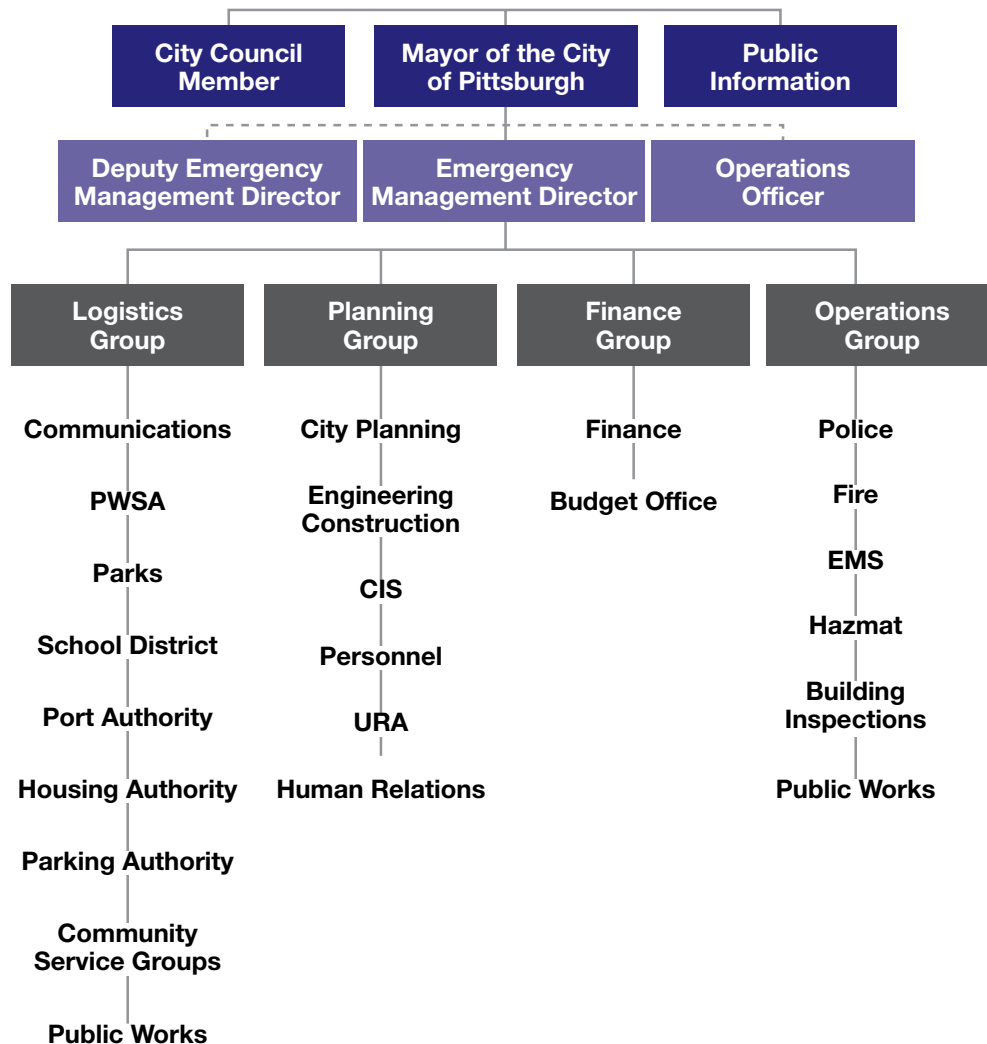 City Council
Member
Mayor of the City
of Pittsburgh
Public
Information
Deputy Emergency
Management Director
Emergency
Management Director
Operations
Officer
Logistics
Group
Planning
Group
Finance
Group
Operations
Group
Communications
PWSA
Parks
School District
Port Authority
Housing Authority
Parking Authority
Community
Service Groups
Public Works
City Planning
Engineering
Construction
CIS
Personnel
URA
Human Relations
Finance
Budget Office
Police
Fire
EMS
Hazmat
Building
Inspections
Public Works